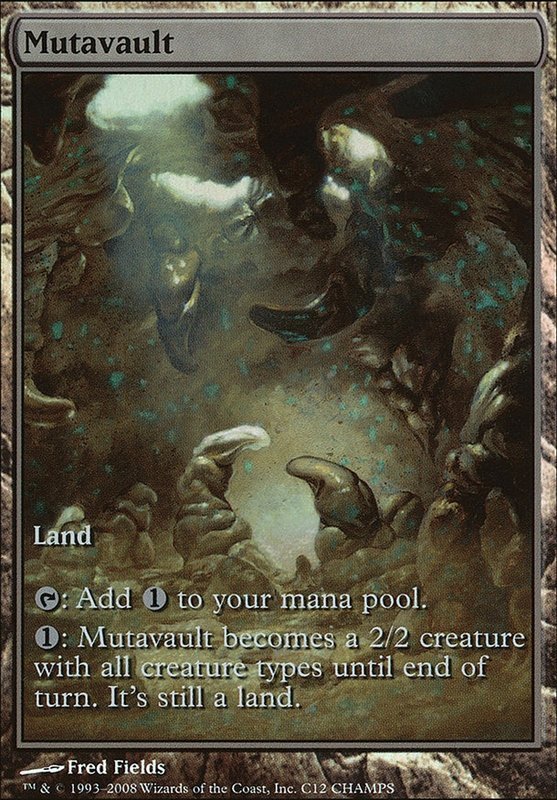 Mutavault
Land
: Add 1 to your mana pool.
1: Mutavault becomes a 2/2 creature
with all creature types until end of
turn. It's still a land.
Fred Fields
™ & © 1993–2008 Wizards of the Coast, Inc. C12 CHAMPS